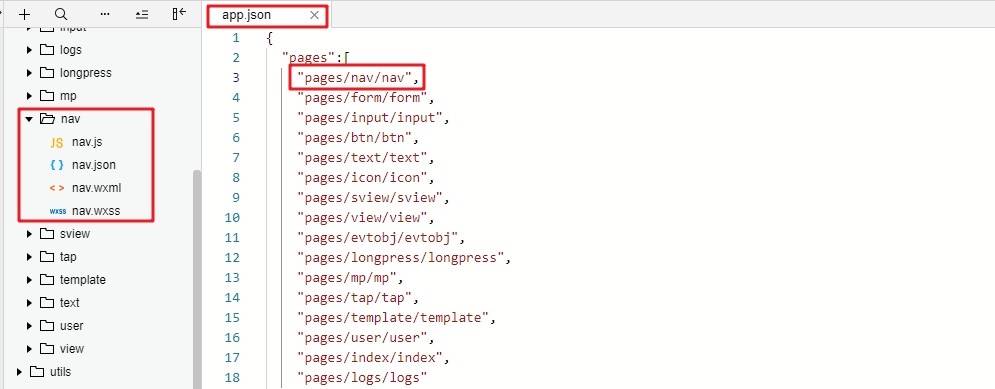 input
logs
longpress
mp
nav
JS nav.js
{ } nav.json
< > nav.wxml
WXSS nav.wxss
sview
tap
template
text
user
view
utils
app.json
1 {
2 "pages":[
3 "pages/nav/nav",
4 "pages/form/form",
5 "pages/input/input",
6 "pages/btn/btn",
7 "pages/text/text",
8 "pages/icon/icon",
9 "pages/sview/sview",
10 "pages/view/view",
11 "pages/evtobj/evtobj",
12 "pages/longpress/longpress",
13 "pages/mp/mp",
14 "pages/tap/tap",
15 "pages/template/template",
16 "pages/user/user",
17 "pages/index/index",
18 "pages/logs/logs"